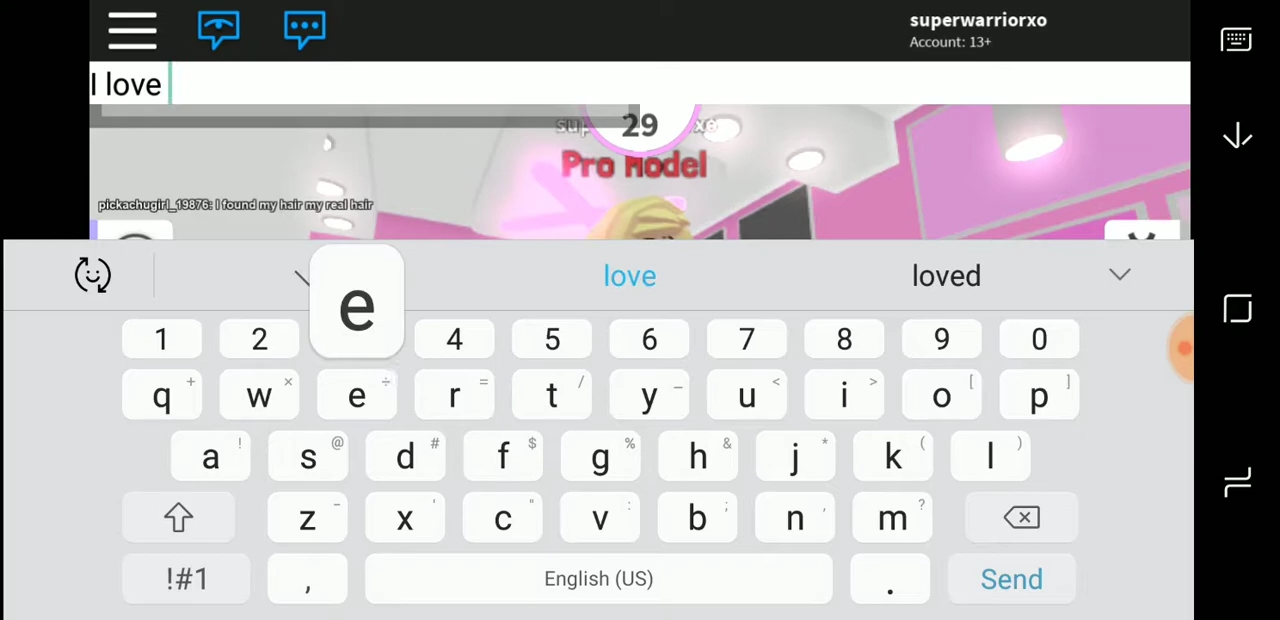 superwarriorxo
Account: 13+
I love
29
Pro Model
pickachugirl_19876: I found my hair my real hair
love
loved
e
1 2 4 5 6 7 8 9 0
q + w × e ÷ r = t / y _ u < i > o [ p ]
a ! s @ d # f $ g % h & j * k ( l )
z - x ' c " v : b ; n , m ?
!#1 , English (US) . Send